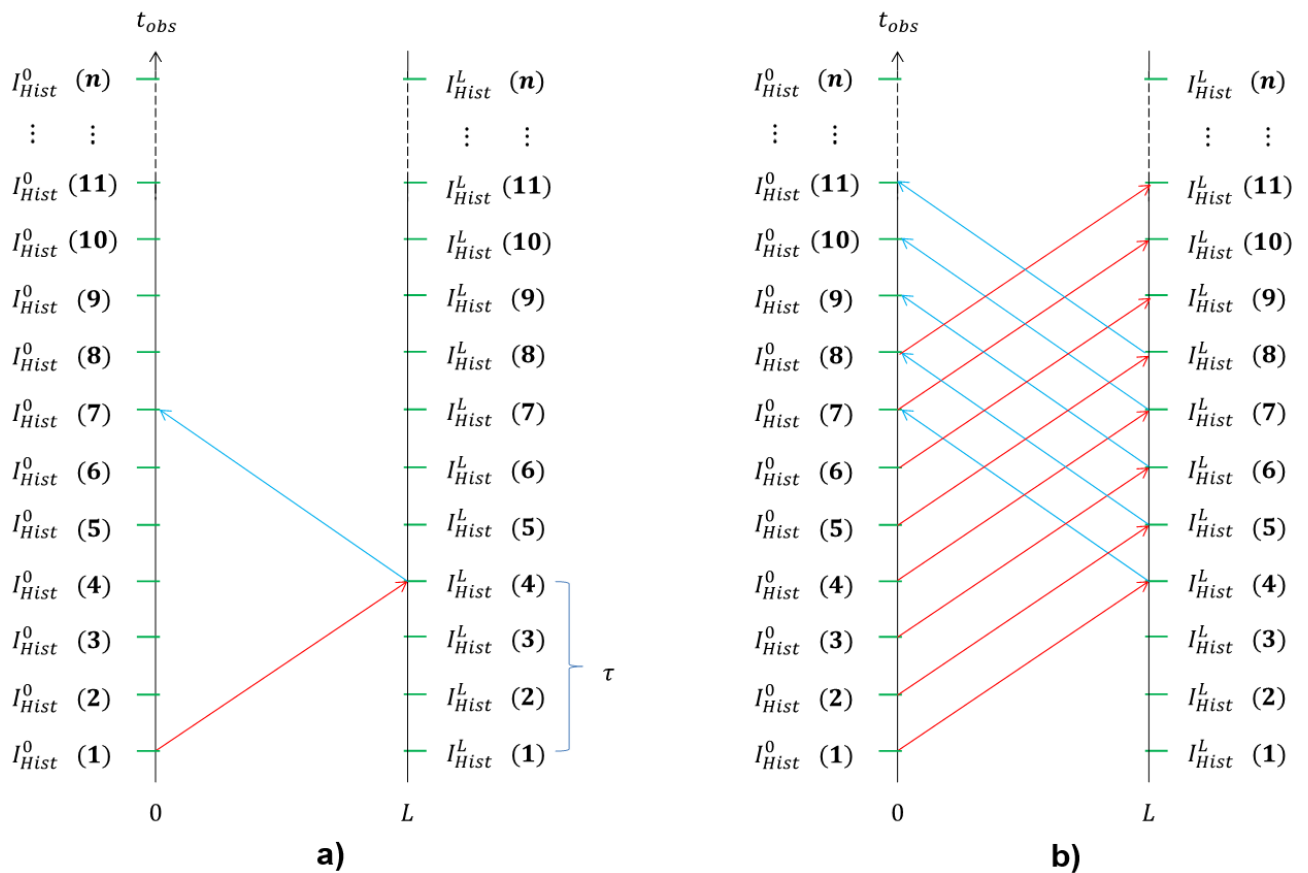 t_obs t_obs
I^0_Hist (n) I^L_Hist (n) I^0_Hist (n) I^L_Hist (n)
⋮ ⋮ ⋮ ⋮ ⋮ ⋮ ⋮ ⋮
I^0_Hist (11) I^L_Hist (11) I^0_Hist (11) I^L_Hist (11)
I^0_Hist (10) I^L_Hist (10) I^0_Hist (10) I^L_Hist (10)
I^0_Hist (9) I^L_Hist (9) I^0_Hist (9) I^L_Hist (9)
I^0_Hist (8) I^L_Hist (8) I^0_Hist (8) I^L_Hist (8)
I^0_Hist (7) I^L_Hist (7) I^0_Hist (7) I^L_Hist (7)
I^0_Hist (6) I^L_Hist (6) I^0_Hist (6) I^L_Hist (6)
I^0_Hist (5) I^L_Hist (5) I^0_Hist (5) I^L_Hist (5)
I^0_Hist (4) I^L_Hist (4) I^0_Hist (4) I^L_Hist (4)
I^0_Hist (3) I^L_Hist (3) I^0_Hist (3) I^L_Hist (3)
τ
I^0_Hist (2) I^L_Hist (2) I^0_Hist (2) I^L_Hist (2)
I^0_Hist (1) I^L_Hist (1) I^0_Hist (1) I^L_Hist (1)
0 L 0 L
a) b)